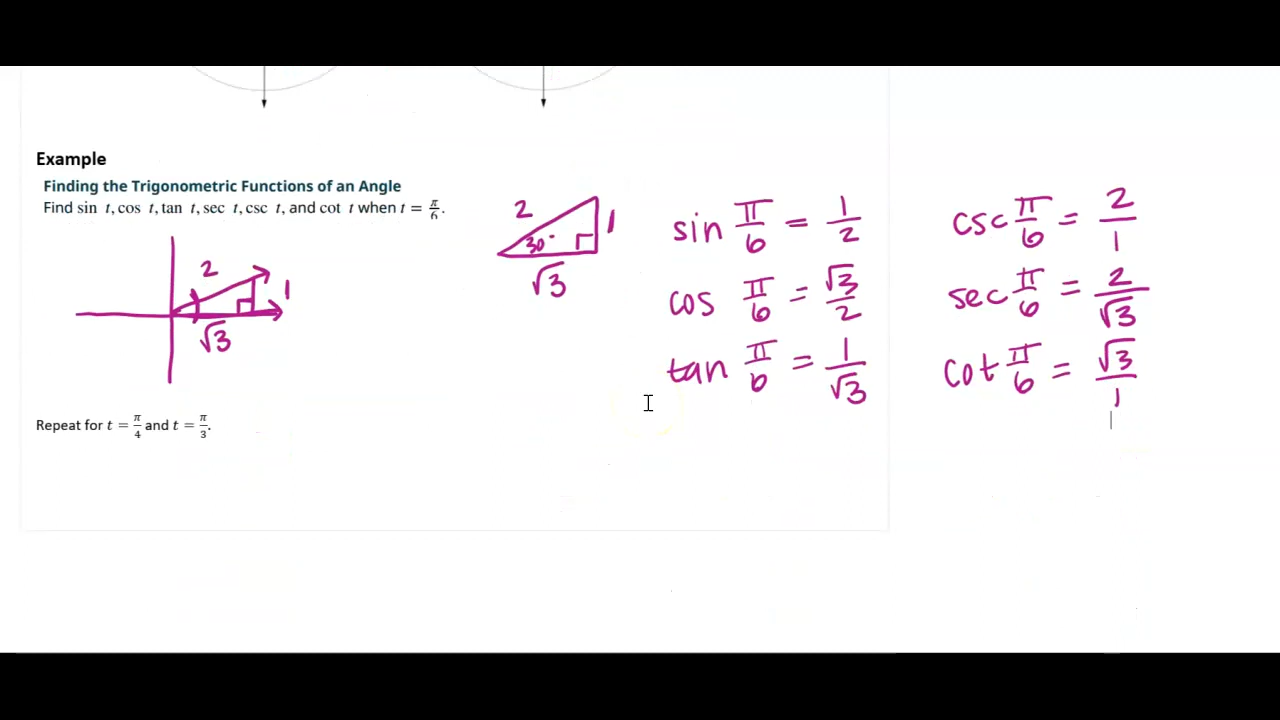 Example
Finding the Trigonometric Functions of an Angle
Find sin t, cos t, tan t, sec t, csc t, and cot t when t = π/6.
2
1
√3
2
1
30°
√3
sin π/6 = 1/2
cos π/6 = √3/2
tan π/6 = 1/√3
csc π/6 = 2/1
sec π/6 = 2/√3
cot π/6 = √3/1
Repeat for t = π/4 and t = π/3.